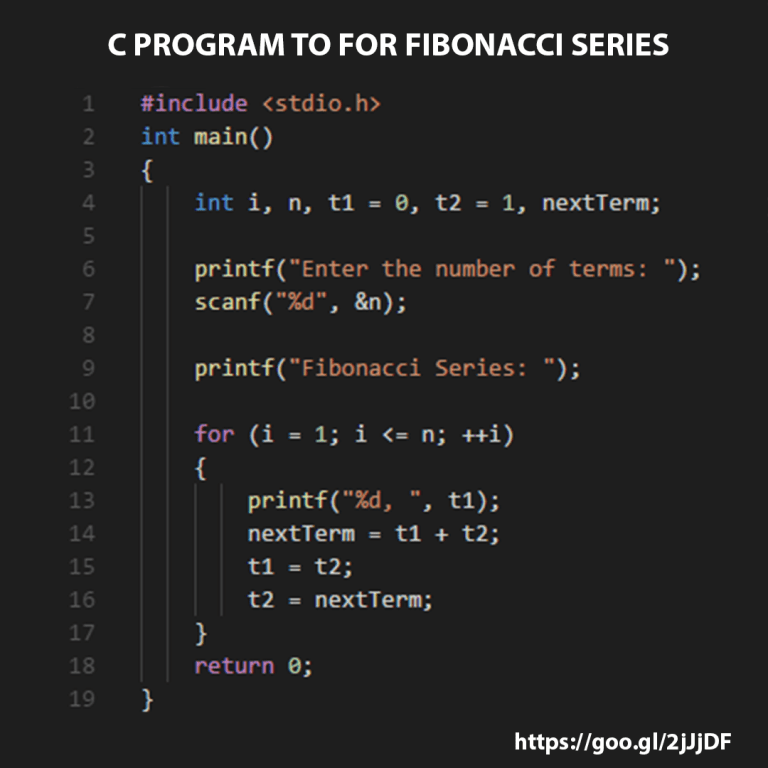 C PROGRAM TO FOR FIBONACCI SERIES
1 #include <stdio.h>
2 int main()
3 {
4 int i, n, t1 = 0, t2 = 1, nextTerm;
5
6 printf("Enter the number of terms: ");
7 scanf("%d", &n);
8
9 printf("Fibonacci Series: ");
10
11 for (i = 1; i <= n; ++i)
12 {
13 printf("%d, ", t1);
14 nextTerm = t1 + t2;
15 t1 = t2;
16 t2 = nextTerm;
17 }
18 return 0;
19 }
https://goo.gl/2jJjDF